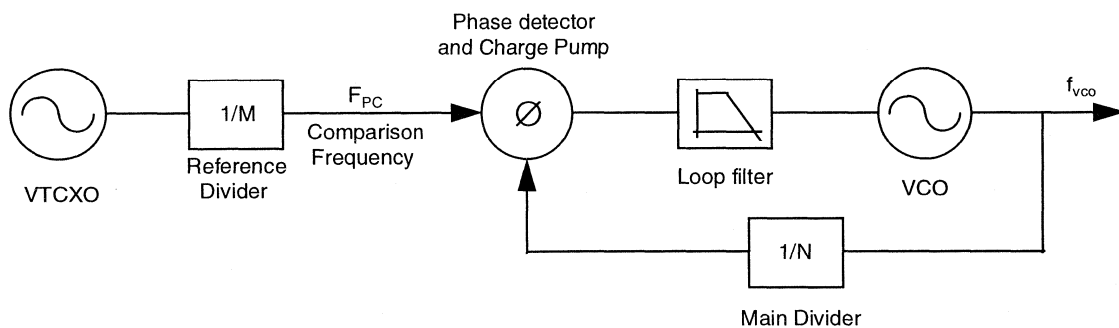 Phase detector
and Charge Pump
1/M
F_PC
Comparison
Frequency
Ø
f_vco
Reference
Divider
VTCXO
Loop filter
VCO
1/N
Main Divider